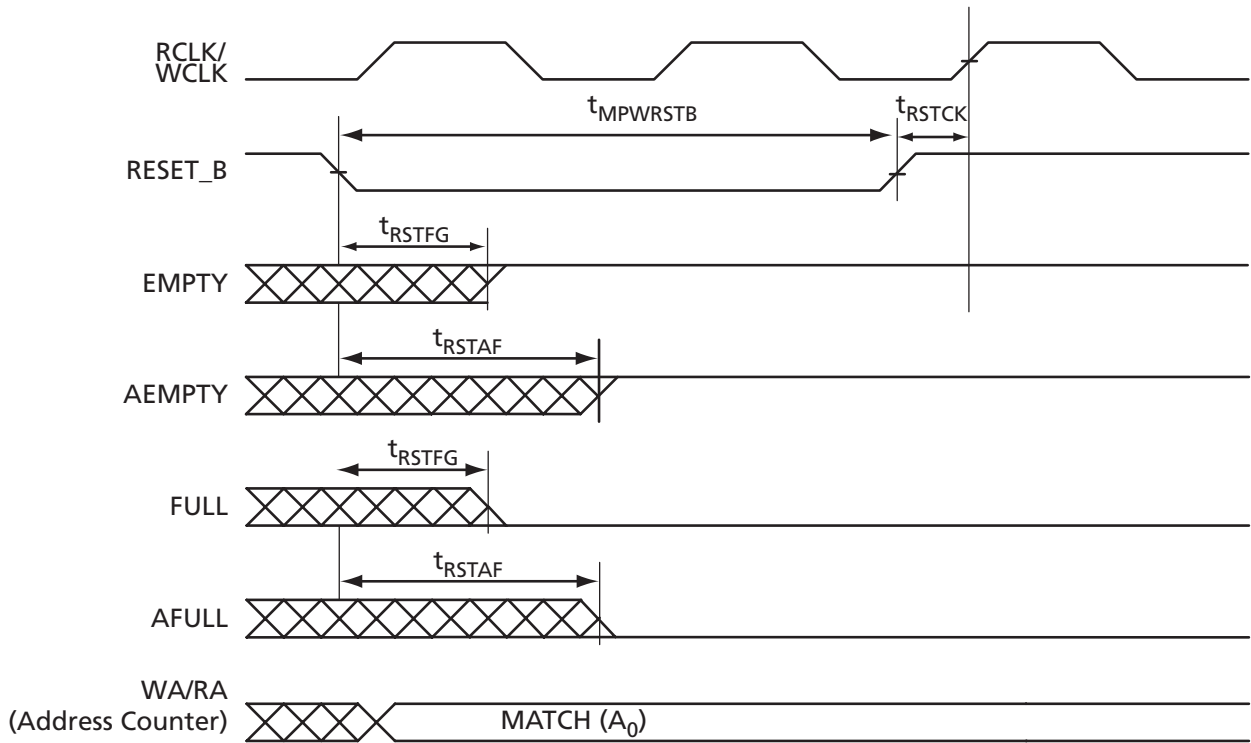 RCLK/
WCLK
tMPWRSTB
tRSTCK
RESET_B
tRSTFG
EMPTY
tRSTAF
AEMPTY
tRSTFG
FULL
tRSTAF
AFULL
WA/RA
(Address Counter)
MATCH (A0)